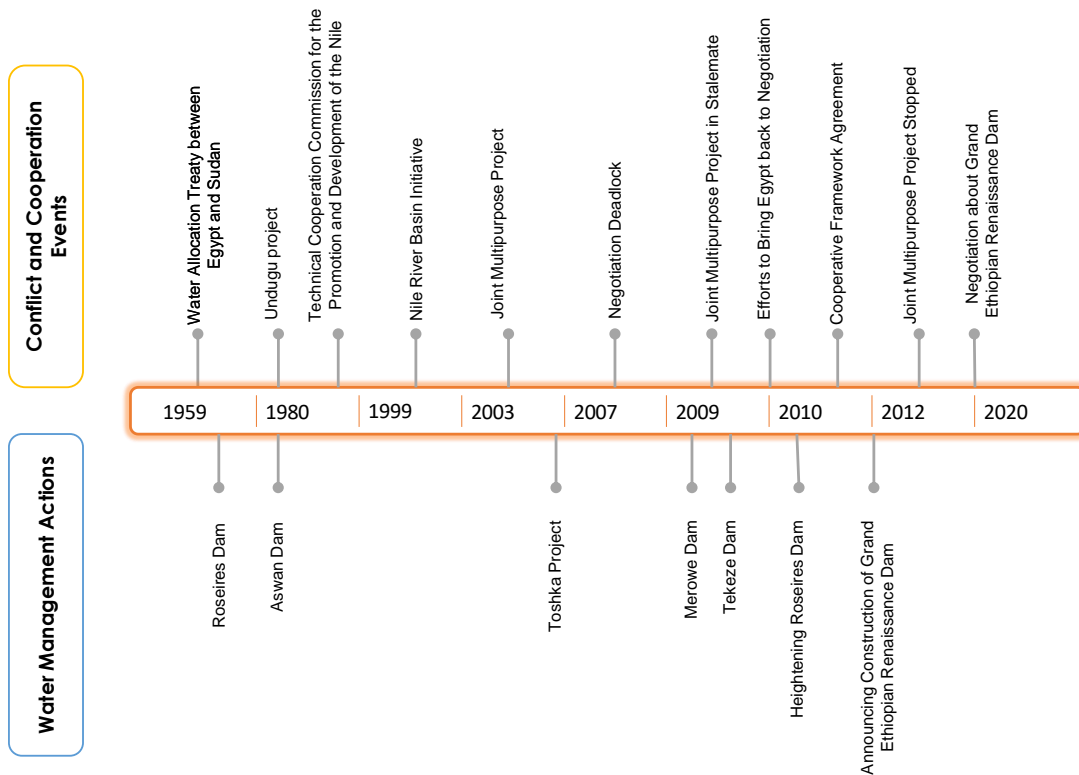 Conflict and Cooperation
Events
Water Allocation Treaty between
Egypt and Sudan
Undugu project
Technical Cooperation Commission for the
Promotion and Development of the Nile
Nile River Basin Initiative
Joint Multipurpose Project
Negotiation Deadlock
Joint Multipurpose Project in Stalemate
Efforts to Bring Egypt back to Negotiation
Cooperative Framework Agreement
Joint Multipurpose Project Stopped
Negotiation about Grand
Ethiopian Renaissance Dam
1959
1980
1999
2003
2007
2009
2010
2012
2020
Water Management Actions
Roseires Dam
Aswan Dam
Toshka Project
Merowe Dam
Tekeze Dam
Heightening Roseires Dam
Announcing Construction of Grand
Ethiopian Renaissance Dam